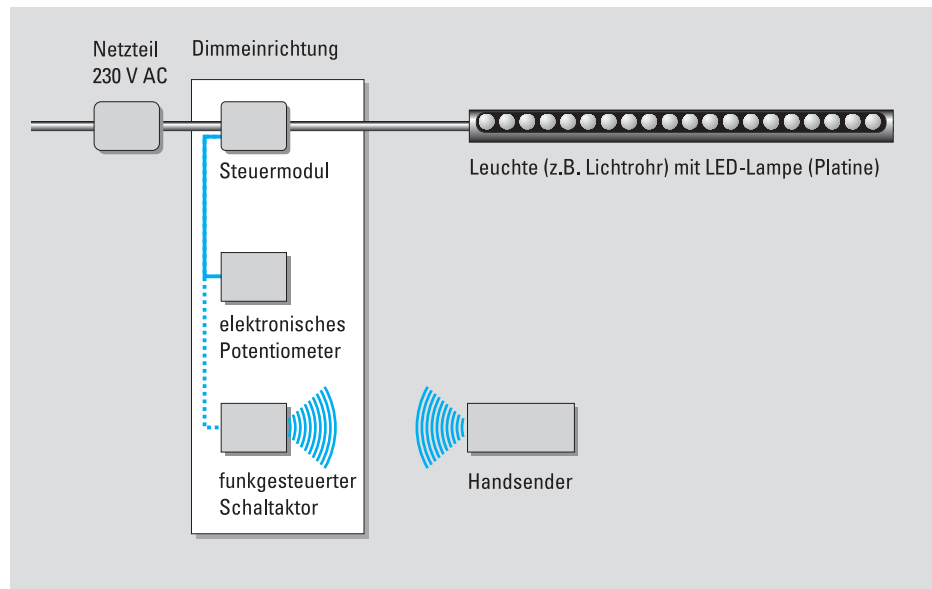 Netzteil
230 V AC
Dimmeinrichtung
Steuermodul
Leuchte (z.B. Lichtrohr) mit LED-Lampe (Platine)
elektronisches
Potentiometer
funkgesteuerter
Schaltaktor
Handsender